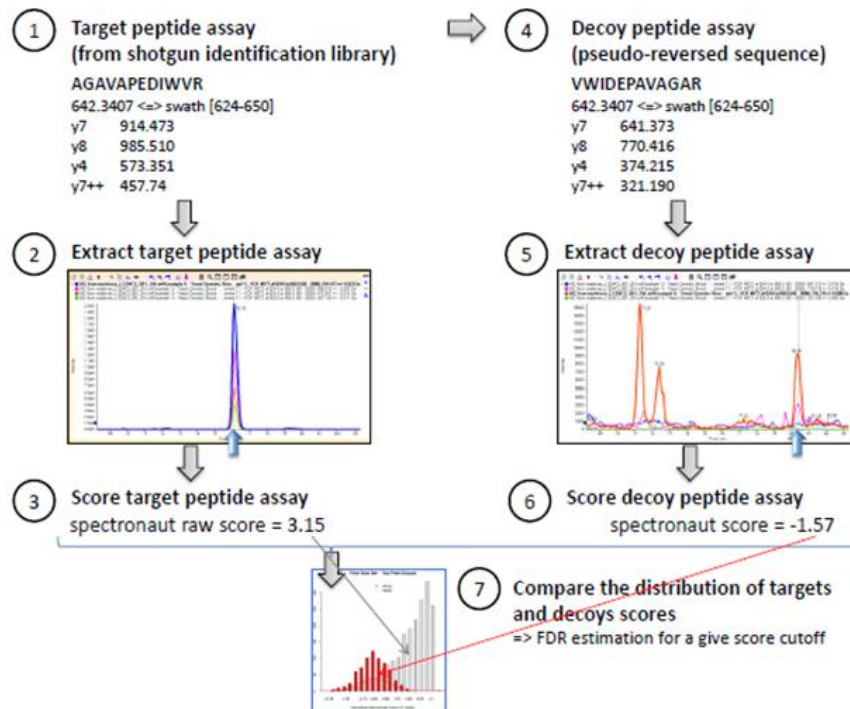 1
Target peptide assay
(from shotgun identification library)
AGAVAPEDIWVR
642.3407 <=> swath [624-650]
y7 914.473
y8 985.510
y4 573.351
y7++ 457.74
2
Extract target peptide assay
3
Score target peptide assay
spectronaut raw score = 3.15
4
Decoy peptide assay
(pseudo-reversed sequence)
VWIDEPAVAGAR
642.3407 <=> swath [624-650]
y7 641.373
y8 770.416
y4 374.215
y7++ 321.190
5
Extract decoy peptide assay
6
Score decoy peptide assay
spectronaut score = -1.57
7
Compare the distribution of targets
and decoys scores
=> FDR estimation for a give score cutoff